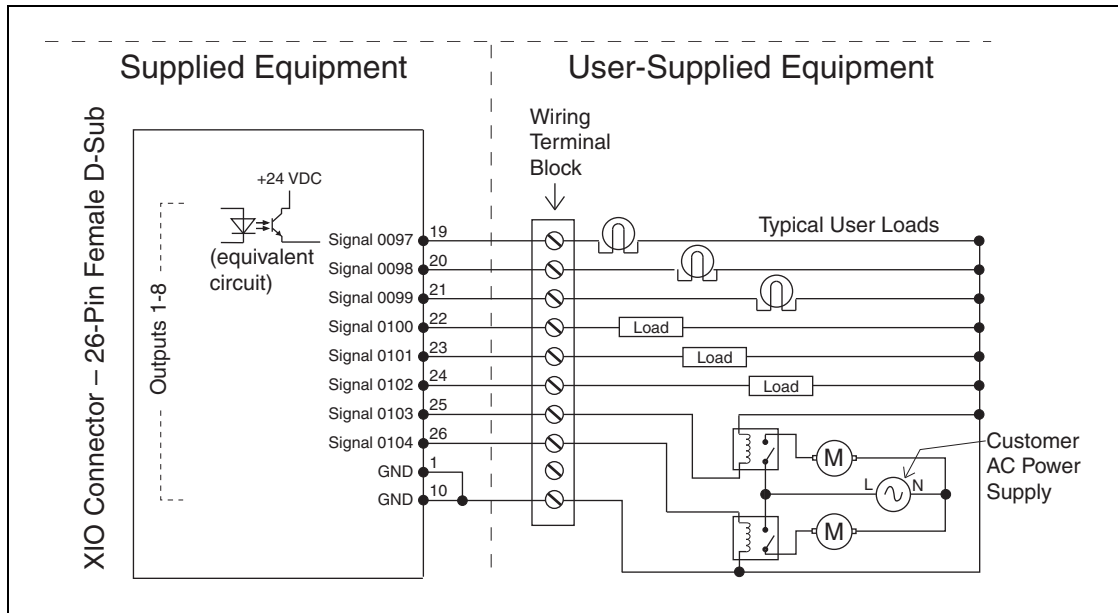 Supplied Equipment
User-Supplied Equipment
XIO Connector – 26-Pin Female D-Sub
Wiring
Terminal
Block
+24 VDC
(equivalent
circuit)
Outputs 1-8
Typical User Loads
Signal 0097 19
Signal 0098 20
Signal 0099 21
Signal 0100 22
Load
Signal 0101 23
Load
Signal 0102 24
Load
Signal 0103 25
Signal 0104 26
GND 1
GND 10
M
L N
M
Customer
AC Power
Supply